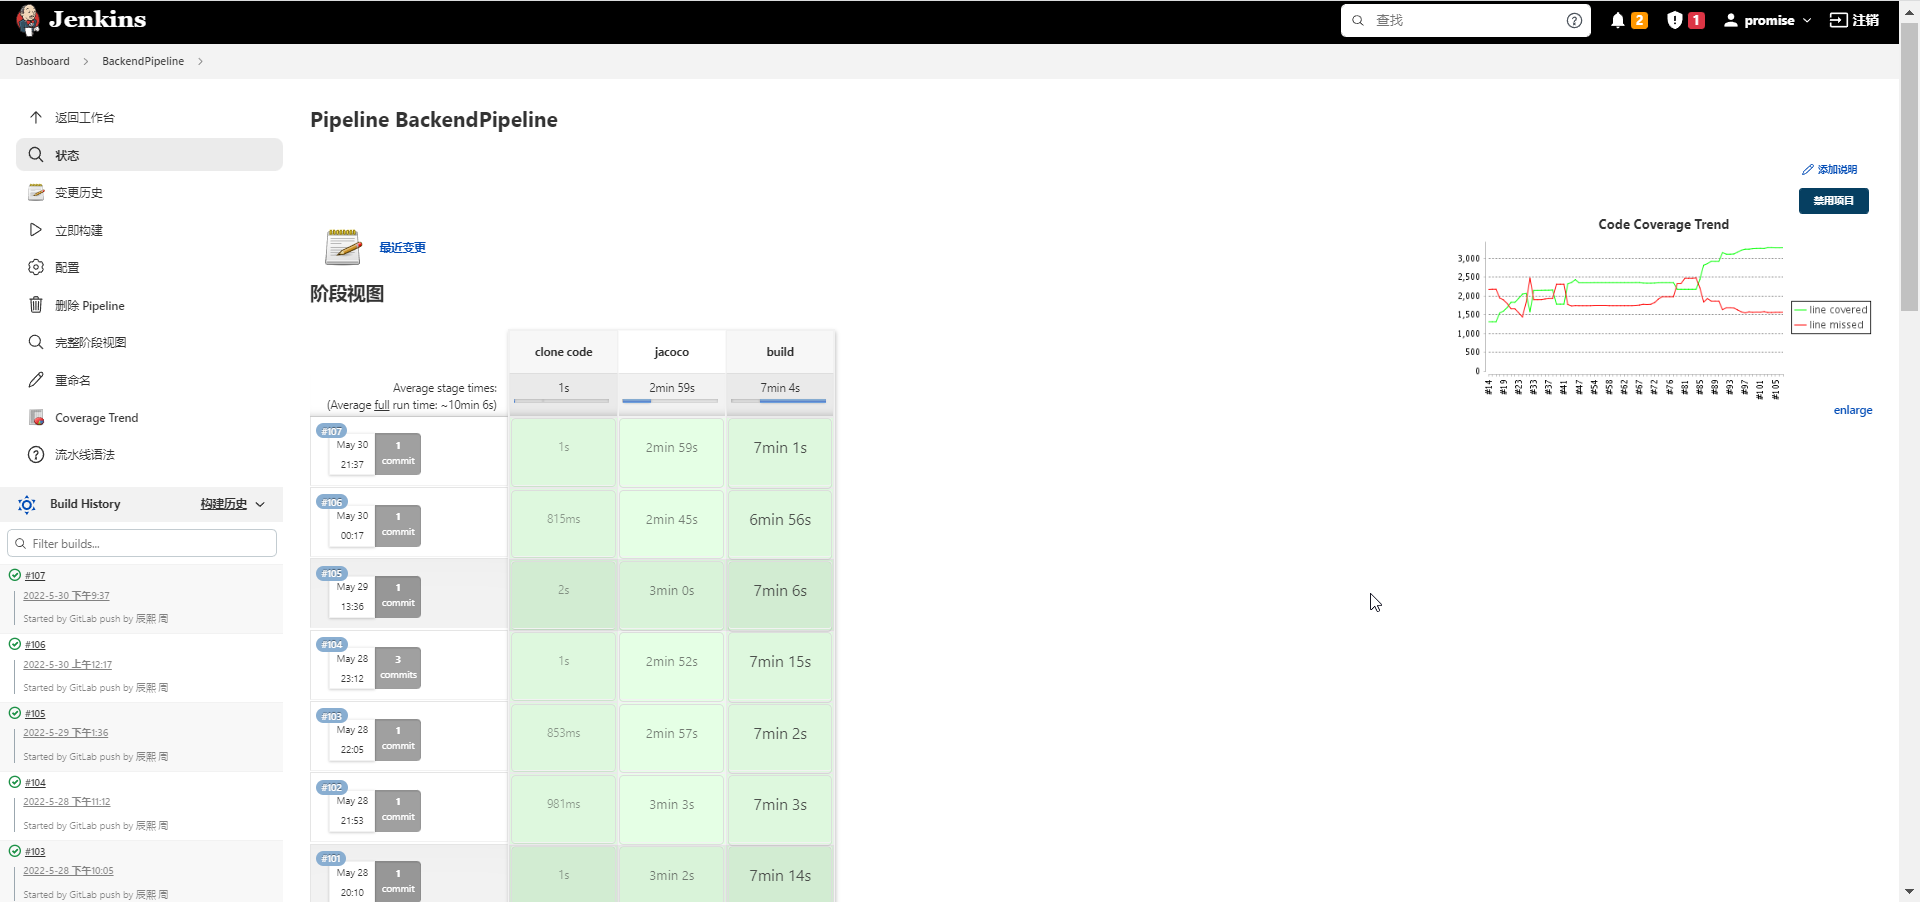 Jenkins
查找
2
1
promise
注销
Dashboard
BackendPipeline
返回工作台
状态
变更历史
立即构建
配置
删除 Pipeline
完整阶段视图
重命名
Coverage Trend
流水线语法
Build History
构建历史
Filter builds...
#107
2022-5-30 下午9:37
Started by GitLab push by 辰熙 周
#106
2022-5-30 上午12:17
Started by GitLab push by 辰熙 周
#105
2022-5-29 下午1:36
Started by GitLab push by 辰熙 周
#104
2022-5-28 下午11:12
Started by GitLab push by 辰熙 周
#103
2022-5-28 下午10:05
Started by GitLab push by 辰熙 周
Pipeline BackendPipeline
添加说明
禁用项目
最近变更
阶段视图
clone code jacoco build
Average stage times: 1s 2min 59s 7min 4s
(Average full run time: ~10min 6s)
#107
May 30
21:37
1
commit
1s 2min 59s 7min 1s
#106
May 30
00:17
1
commit
815ms 2min 45s 6min 56s
#105
May 29
13:36
1
commit
2s 3min 0s 7min 6s
#104
May 28
23:12
3
commits
1s 2min 52s 7min 15s
#103
May 28
22:05
1
commit
853ms 2min 57s 7min 2s
#102
May 28
21:53
1
commit
981ms 3min 3s 7min 3s
#101
May 28
20:10
1
commit
1s 3min 2s 7min 14s
Code Coverage Trend
3,000
2,500
2,000
1,500
1,000
500
0
#14 #19 #23 #33 #37 #41 #47 #54 #58 #62 #67 #72 #76 #81 #85 #89 #93 #97 #101 #105
line covered
line missed
enlarge